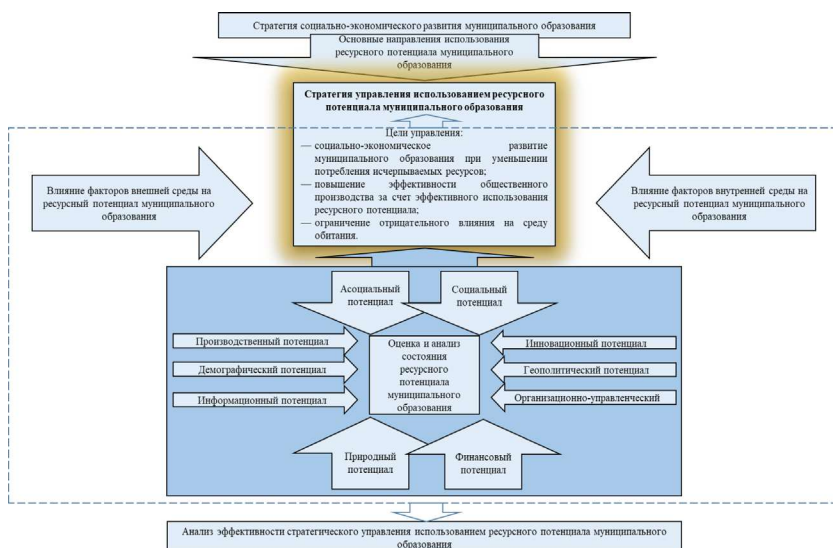 Стратегия социально-экономического развития муниципального образования
Основные направления использования
ресурсного потенциала муниципального
образования
Стратегия управления использованием ресурсного
потенциала муниципального образования
Цели управления:
— социально-экономическое развитие
муниципального образования при уменьшении
потребления исчерпываемых ресурсов;
— повышение эффективности общественного
производства за счет эффективного использования
ресурсного потенциала;
— ограничение отрицательного влияния на среду
обитания.
Влияние факторов внешней среды на
ресурсный потенциал муниципального
образования
Влияние факторов внутренней среды на
ресурсный потенциал муниципального
образования
Асоциальный
потенциал
Социальный
потенциал
Производственный потенциал
Демографический потенциал
Информационный потенциал
Оценка и анализ
состояния
ресурсного
потенциала
муниципального
образования
Инновационный потенциал
Геополитический потенциал
Организационно-управленческий
Природный
потенциал
Финансовый
потенциал
Анализ эффективности стратегического управления использованием ресурсного потенциала муниципального
образования